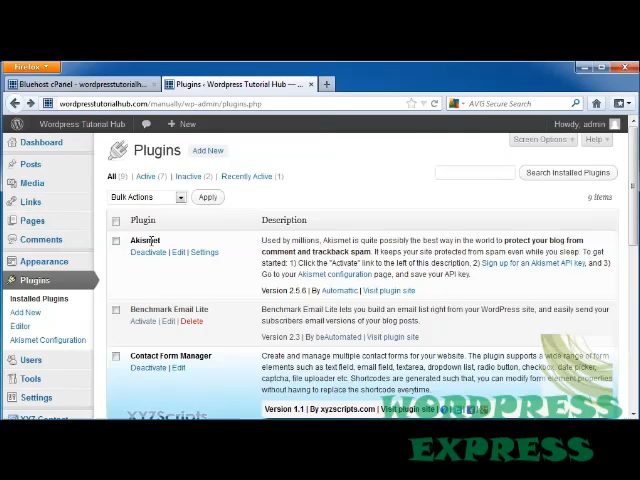 Firefox
Bluehost cPanel - wordpresstutorialh... Plugins ‹ Wordpress Tutorial Hub — ...
wordpresstutorialhub.com/manually/wp-admin/plugins.php AVG Secure Search
Wordpress Tutorial Hub + New Howdy, admin
Dashboard
Posts
Media
Links
Pages
Comments
Appearance
Plugins
Installed Plugins
Add New
Editor
Akismet Configuration
Users
Tools
Settings
XYZ Contact
Screen Options Help
Plugins Add New
All (9) | Active (7) | Inactive (2) | Recently Active (1)
Search Installed Plugins
Bulk Actions Apply 9 items
Plugin Description
Akismet
Deactivate | Edit | Settings
Used by millions, Akismet is quite possibly the best way in the world to protect your blog from
comment and trackback spam. It keeps your site protected from spam even while you sleep. To get
started: 1) Click the "Activate" link to the left of this description, 2) Sign up for an Akismet API key, and 3)
Go to your Akismet configuration page, and save your API key.
Version 2.5.6 | By Automattic | Visit plugin site
Benchmark Email Lite
Activate | Edit | Delete
Benchmark Email Lite lets you build an email list right from your WordPress site, and easily send your
subscribers email versions of your blog posts.
Version 2.3 | By beAutomated | Visit plugin site
Contact Form Manager
Deactivate | Edit
Create and manage multiple contact forms for your website. The plugin supports a wide range of form
elements such as text field, email field, textarea, dropdown list, radio button, checkbox, date picker,
captcha, file uploader etc. Shortcodes are generated such that, you can modify form element properties
without having to replace the shortcode everytime.
XYZScripts
Version 1.1 | By xyzscripts.com | Visit plugin site |
WORDPRESS
EXPRESS